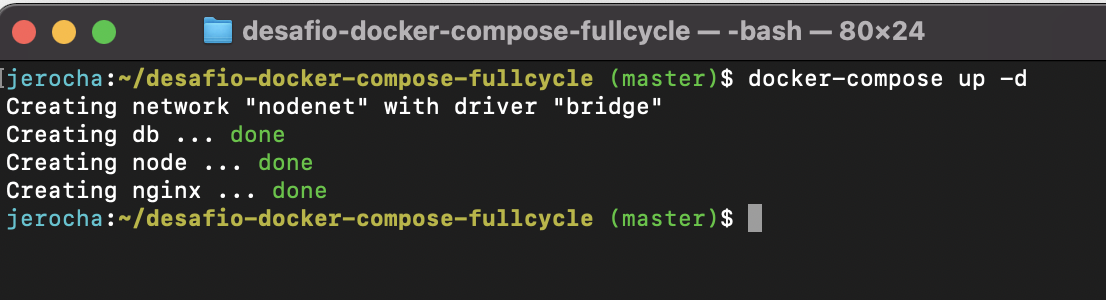 desafio-docker-compose-fullcycle — -bash — 80×24
jerocha:~/desafio-docker-compose-fullcycle (master)$ docker-compose up -d
Creating network "nodenet" with driver "bridge"
Creating db ... done
Creating node ... done
Creating nginx ... done
jerocha:~/desafio-docker-compose-fullcycle (master)$